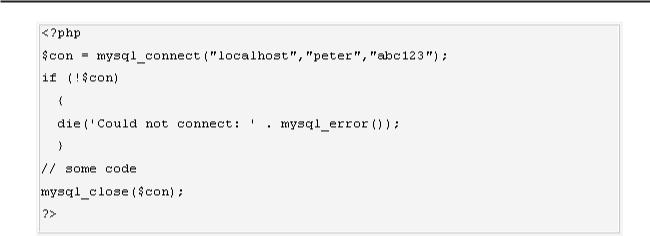 <?php
$con = mysql_connect("localhost","peter","abc123");
if (!$con)
  {
  die('Could not connect: ' . mysql_error());
  }
// some code
mysql_close($con);
?>